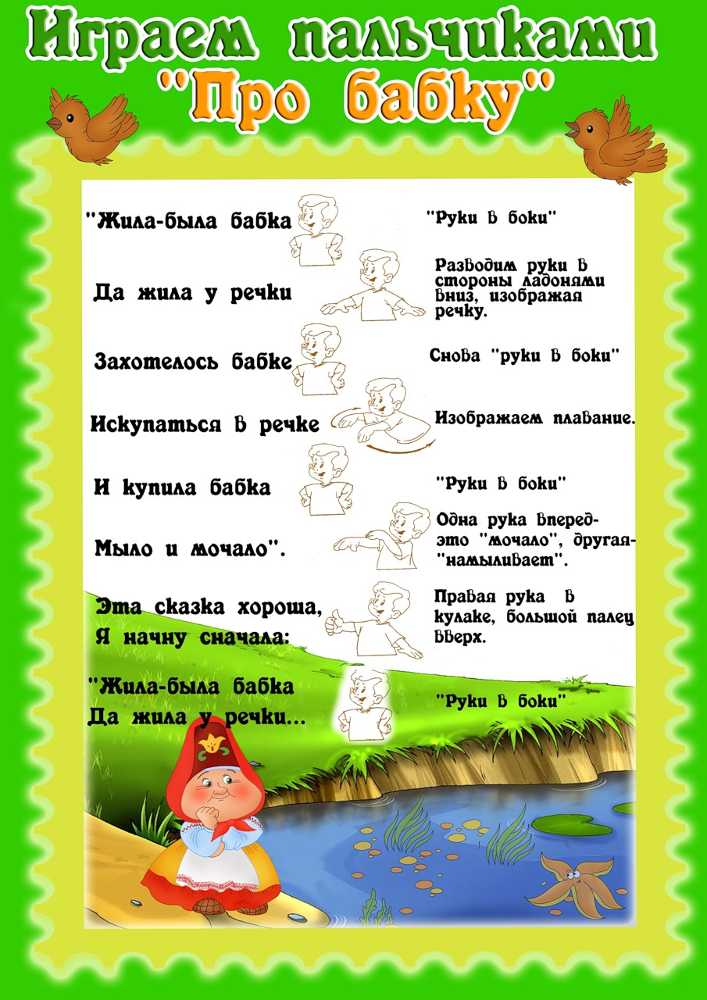 Играем пальчиками
"Про бабку"
"Жила-была бабка
"Руки в боки"
Да жила у речки
Разводим руки в
стороны ладонями
вниз, изображая
речку.
Захотелось бабке
Снова "руки в боки"
Искупаться в речке
Изображаем плавание.
И купила бабка
"Руки в боки"
Мыло и мочало".
Одна рука вперед-
это "мочало", другая-
"намыливает".
Эта сказка хороша,
Я начну сначала:
Правая рука в
кулаке, большой палец
вверх.
"Жила-была бабка
Да жила у речки...
"Руки в боки"